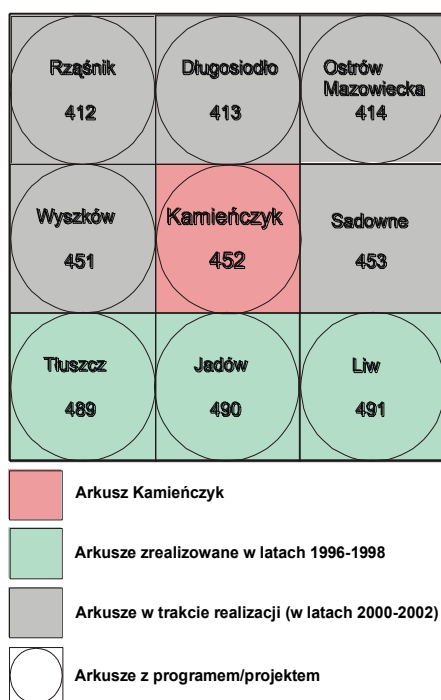 Rząśnik
412
Długosiodło
413
Ostrów
Mazowiecka
414
Wyszków
451
Kamieńczyk
452
Sadowne
453
Tłuszcz
489
Jadów
490
Liw
491
Arkusz Kamieńczyk
Arkusze zrealizowane w latach 1996-1998
Arkusze w trakcie realizacji (w latach 2000-2002)
Arkusze z programem/projektem